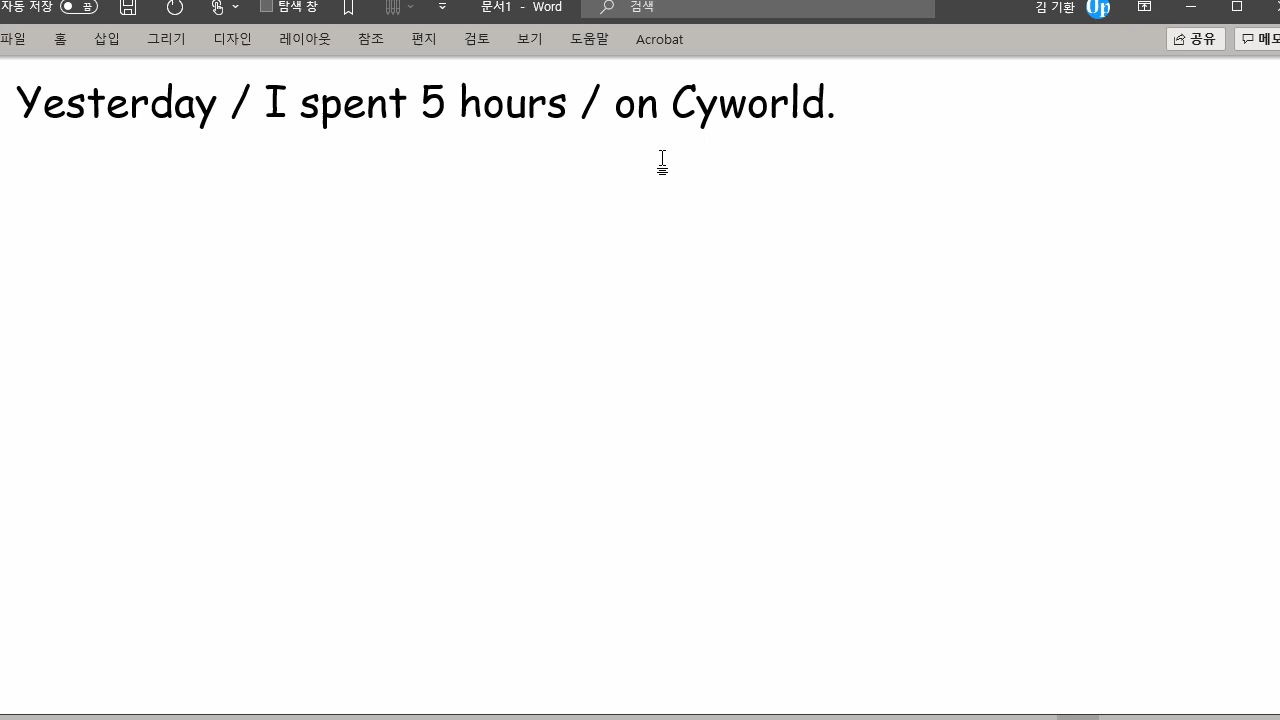 자동 저장 끔 탐색 창 문서1 - Word 검색 김 기환 Op
파일 홈 삽입 그리기 디자인 레이아웃 참조 편지 검토 보기 도움말 Acrobat 공유
Yesterday / I spent 5 hours / on Cyworld.